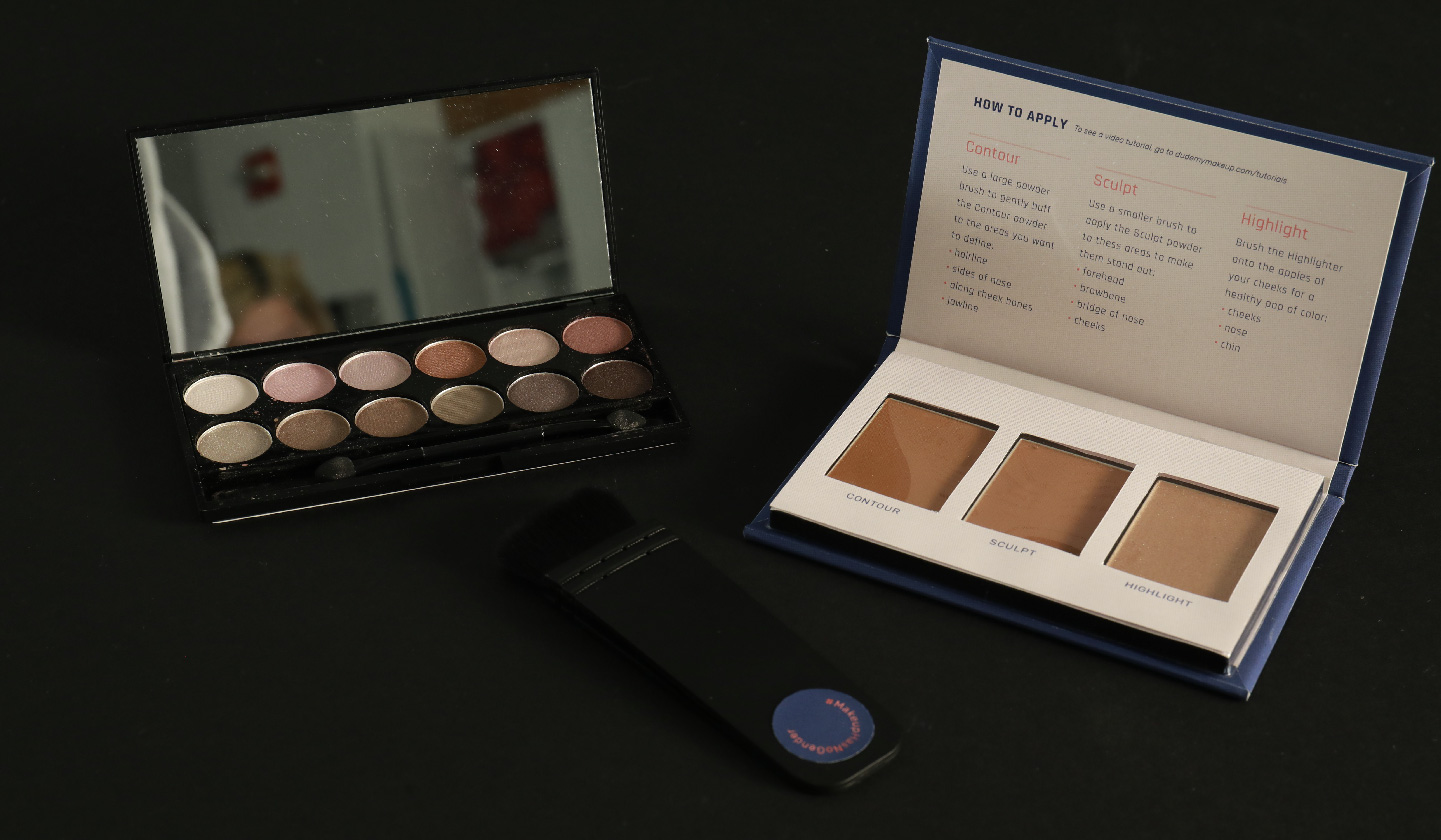 HOW TO APPLY To see a video tutorial, go to dudemymakeup.com/tutorials
Contour
Use a large powder
brush to gently buff
the Contour powder
to the areas you want
to define:
• hairline
• sides of nose
• along cheek bones
• jawline
Sculpt
Use a smaller brush to
apply the Sculpt powder
to these areas to make
them stand out:
• forehead
• browbone
• bridge of nose
• cheeks
Highlight
Brush the Highlighter
onto the apples of
your cheeks for a
healthy pop of color:
• cheeks
• nose
• chin
CONTOUR
SCULPT
HIGHLIGHT
#MakeupHasNoGender